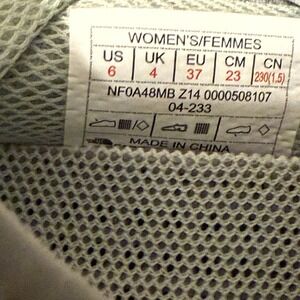 WOMEN'S/FEMMES
US UK EU CM CN
6 4 37 23 230(1.5)
NF0A48MB Z14 0000508107
04-233
MADE IN CHINA